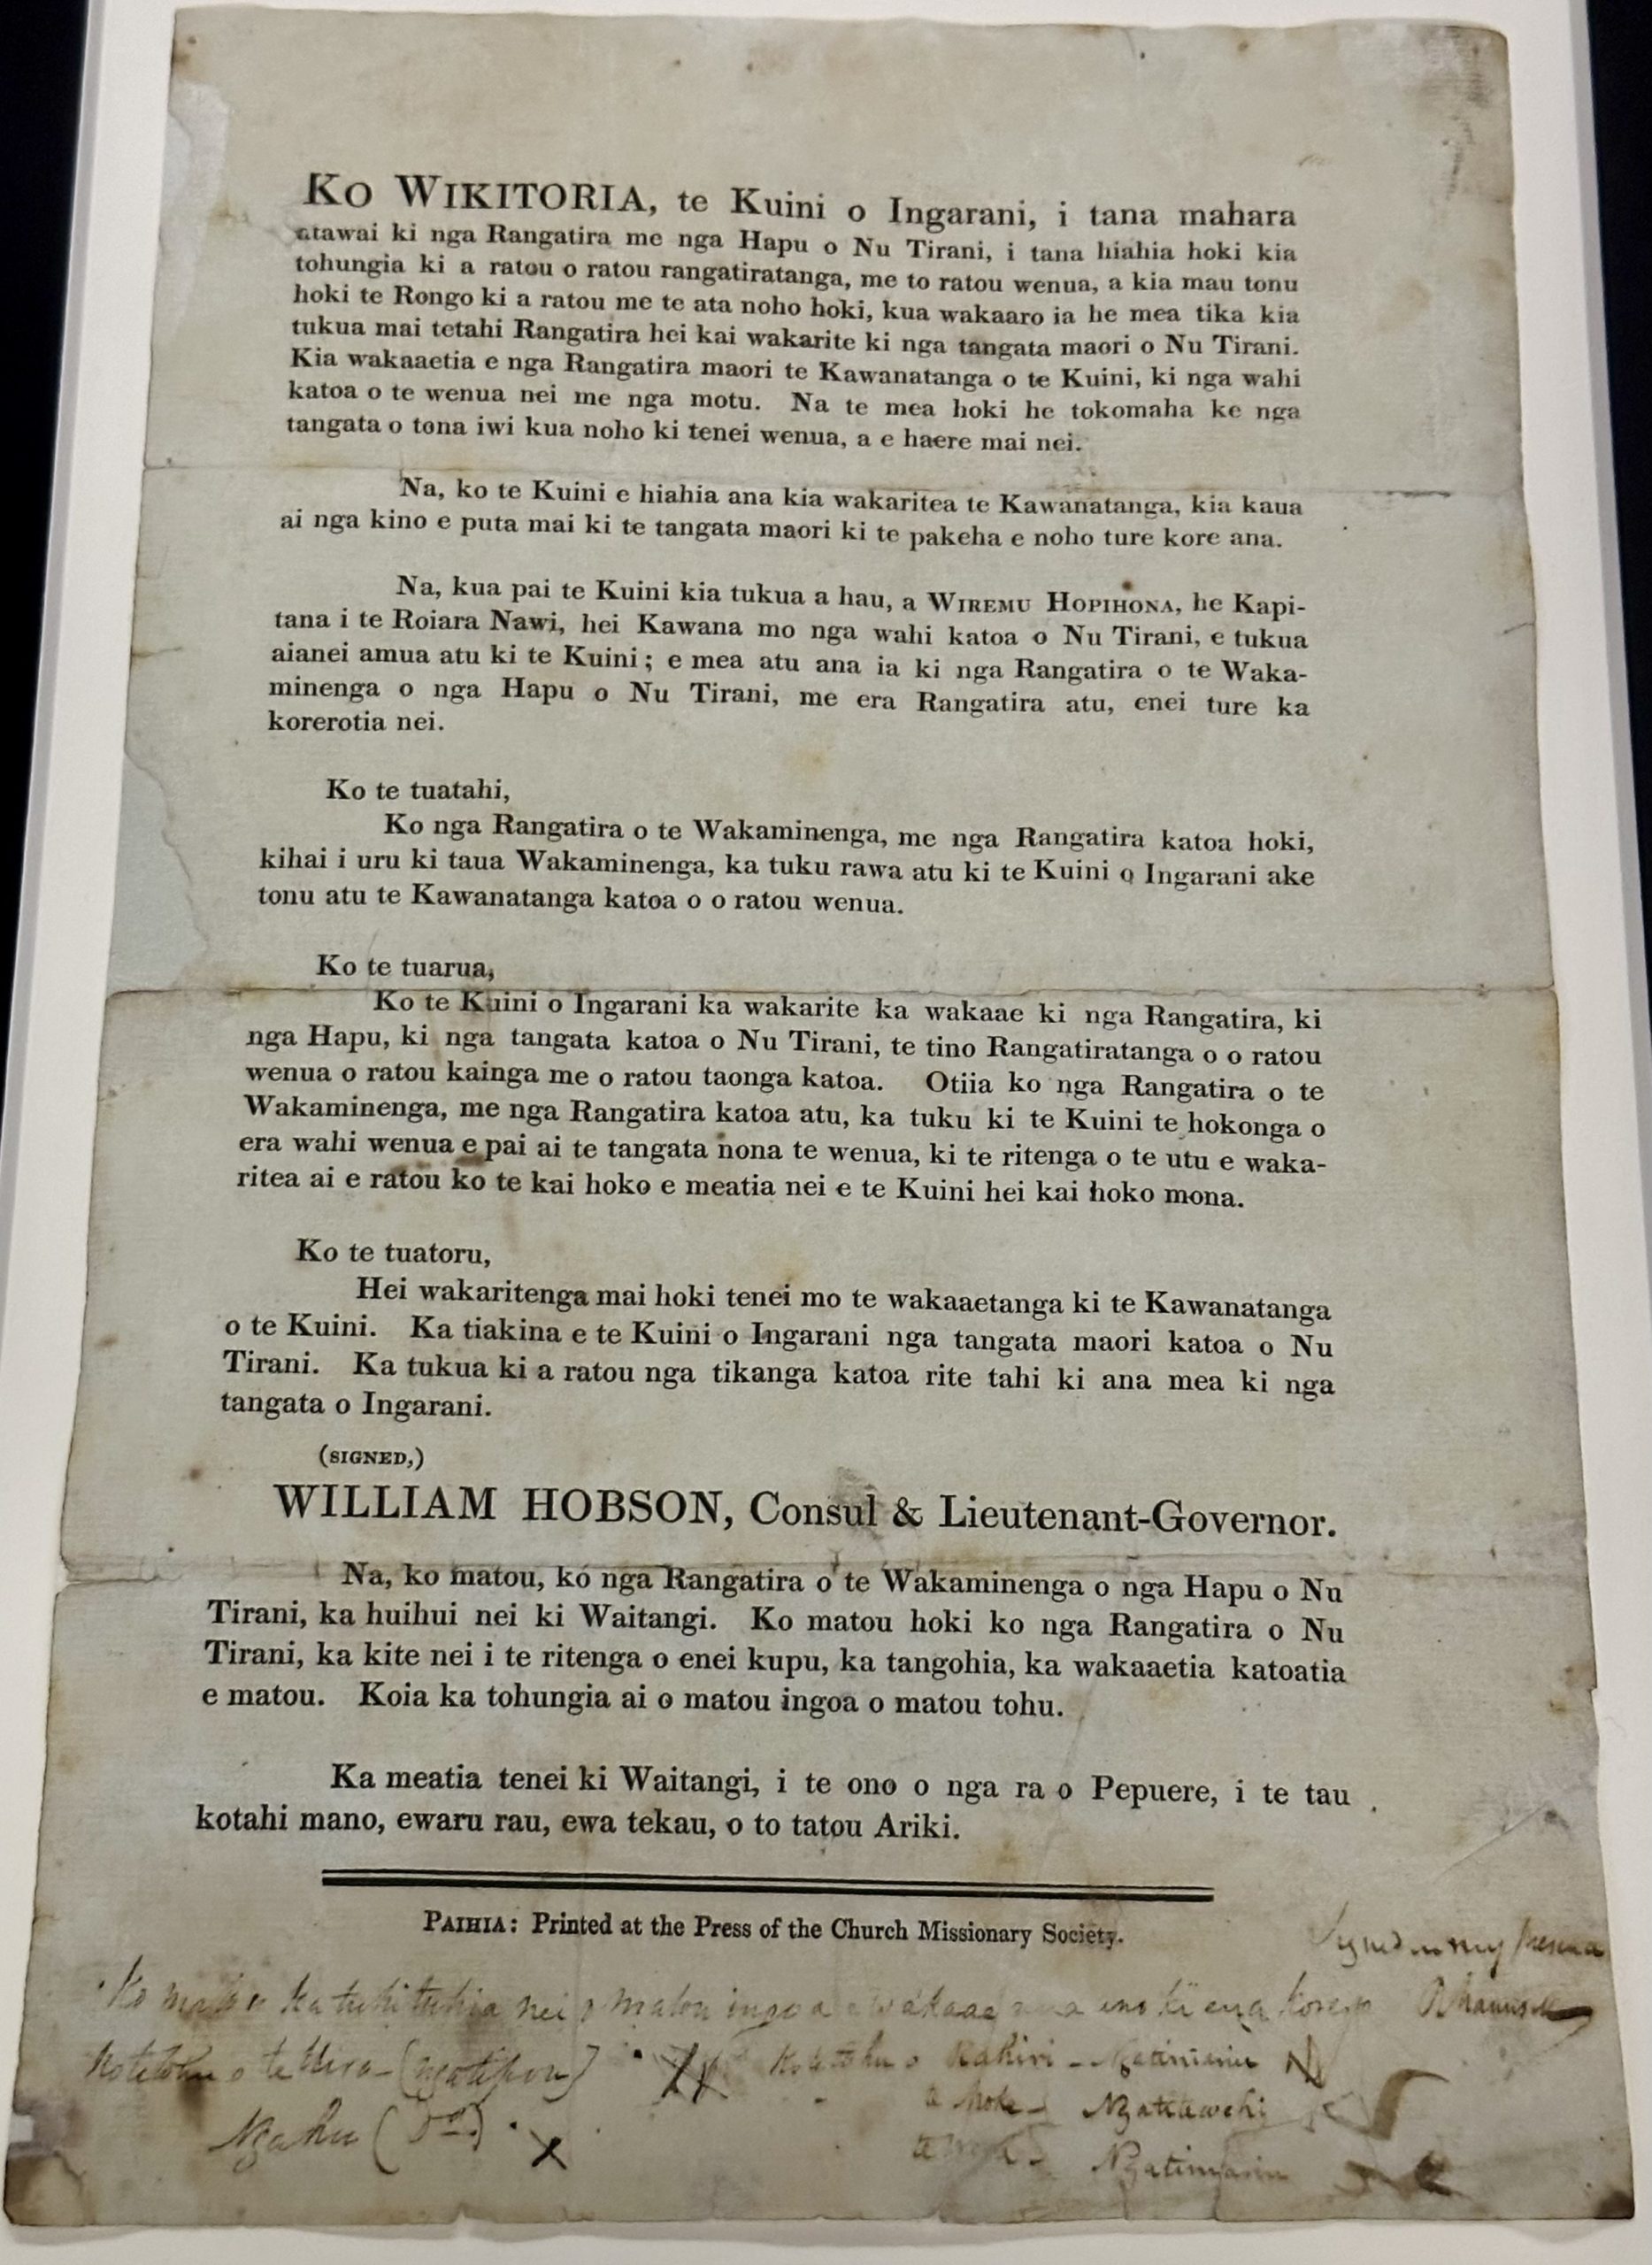 KO WIKITORIA, te Kuini o Ingarani, i tana mahara
atawai ki nga Rangatira me nga Hapu o Nu Tirani, i tana hiahia hoki kia
tohungia ki a ratou o ratou rangatiratanga, me to ratou wenua, a kia mau tonu
hoki te Rongo ki a ratou me te ata noho hoki, kua wakaaro ia he mea tika kia
tukua mai tetahi Rangatira hei kai wakarite ki nga tangata maori o Nu Tirani.
Kia wakaaetia e nga Rangatira maori te Kawanatanga o te Kuini, ki nga wahi
katoa o te wenua nei me nga motu. Na te mea hoki he tokomaha ke nga
tangata o tona iwi kua noho ki tenei wenua, a e haere mai nei.
Na, ko te Kuini e hiahia ana kia wakaritea te Kawanatanga, kia kaua
ai nga kino e puta mai ki te tangata maori ki te pakeha e noho ture kore ana.
Na, kua pai te Kuini kia tukua a hau, a WIREMU HOPIHONA, he Kapi-
tana i te Roiara Nawi, hei Kawana mo nga wahi katoa o Nu Tirani, e tukua
aianei amua atu ki te Kuini; e mea atu ana ia ki nga Rangatira o te Waka-
minenga o nga Hapu o Nu Tirani, me era Rangatira atu, enei ture ka
korerotia nei.
Ko te tuatahi,
Ko nga Rangatira o te Wakaminenga, me nga Rangatira katoa hoki,
kihai i uru ki taua Wakaminenga, ka tuku rawa atu ki te Kuini o Ingarani ake
tonu atu te Kawanatanga katoa o o ratou wenua.
Ko te tuarua,
Ko te Kuini o Ingarani ka wakarite ka wakaae ki nga Rangatira, ki
nga Hapu, ki nga tangata katoa o Nu Tirani, te tino Rangatiratanga o o ratou
wenua o ratou kainga me o ratou taonga katoa. Otiia ko nga Rangatira o te
Wakaminenga, me nga Rangatira katoa atu, ka tuku ki te Kuini te hokonga o
era wahi wenua e pai ai te tangata nona te wenua, ki te ritenga o te utu e waka-
ritea ai e ratou ko te kai hoko e meatia nei e te Kuini hei kai hoko mona.
Ko te tuatoru,
Hei wakaritenga mai hoki tenei mo te wakaaetanga ki te Kawanatanga
o te Kuini. Ka tiakina e te Kuini o Ingarani nga tangata maori katoa o Nu
Tirani. Ka tukua ki a ratou nga tikanga katoa rite tahi ki ana mea ki nga
tangata o Ingarani.
(SIGNED,)
WILLIAM HOBSON, Consul & Lieutenant-Governor.
Na, ko matou, ko nga Rangatira o te Wakaminenga o nga Hapu o Nu
Tirani, ka huihui nei ki Waitangi. Ko matou hoki ko nga Rangatira o Nu
Tirani, ka kite nei i te ritenga o enei kupu, ka tangohia, ka wakaaetia katoatia
e matou. Koia ka tohungia ai o matou ingoa o matou tohu.
Ka meatia tenei ki Waitangi, i te ono o nga ra o Pepuere, i te tau
kotahi mano, ewaru rau, ewa tekau, o to tatou Ariki.
PAIHIA: Printed at the Press of the Church Missionary Society.
Signed in my presence
Ko matou ka tuhituhia nei o matou ingoa wakaae korero
Ko te tohu o te Ko te tohu o Rakiri
Ngahu